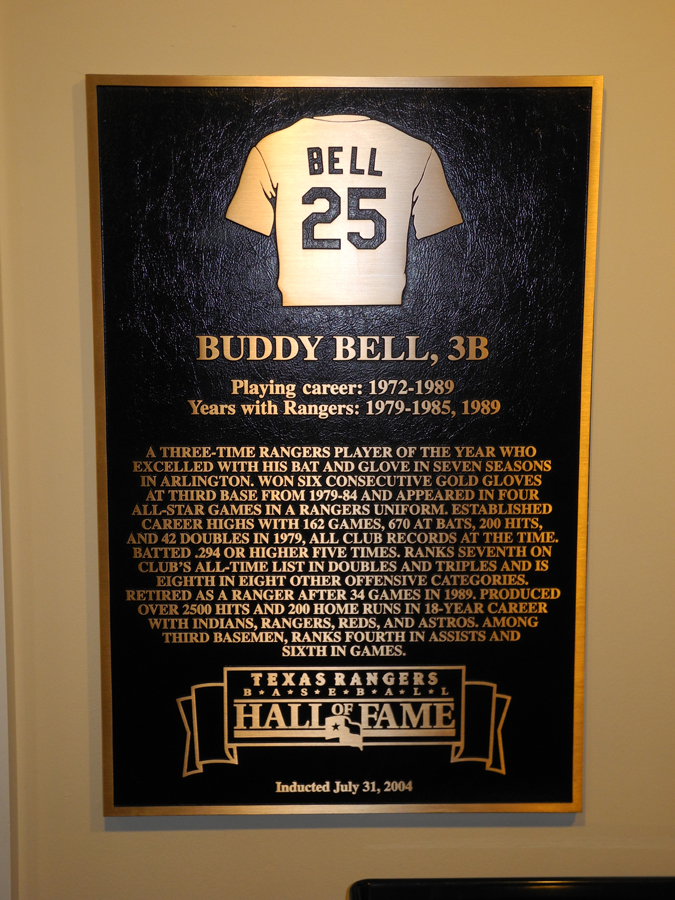 BELL
25
BUDDY BELL, 3B
Playing career: 1972-1989
Years with Rangers: 1979-1985, 1989
A THREE-TIME RANGERS PLAYER OF THE YEAR WHO
EXCELLED WITH HIS BAT AND GLOVE IN SEVEN SEASONS
IN ARLINGTON. WON SIX CONSECUTIVE GOLD GLOVES
AT THIRD BASE FROM 1979-84 AND APPEARED IN FOUR
ALL-STAR GAMES IN A RANGERS UNIFORM. ESTABLISHED
CAREER HIGHS WITH 162 GAMES, 670 AT BATS, 200 HITS,
AND 42 DOUBLES IN 1979, ALL CLUB RECORDS AT THE TIME.
BATTED .294 OR HIGHER FIVE TIMES. RANKS SEVENTH ON
CLUB'S ALL-TIME LIST IN DOUBLES AND TRIPLES AND IS
EIGHTH IN EIGHT OTHER OFFENSIVE CATEGORIES.
RETIRED AS A RANGER AFTER 34 GAMES IN 1989. PRODUCED
OVER 2500 HITS AND 200 HOME RUNS IN 18-YEAR CAREER
WITH INDIANS, RANGERS, REDS, AND ASTROS. AMONG
THIRD BASEMEN, RANKS FOURTH IN ASSISTS AND
SIXTH IN GAMES.
TEXAS RANGERS
B★A★S★E★B★A★L★L
HALL OF FAME
Inducted July 31, 2004